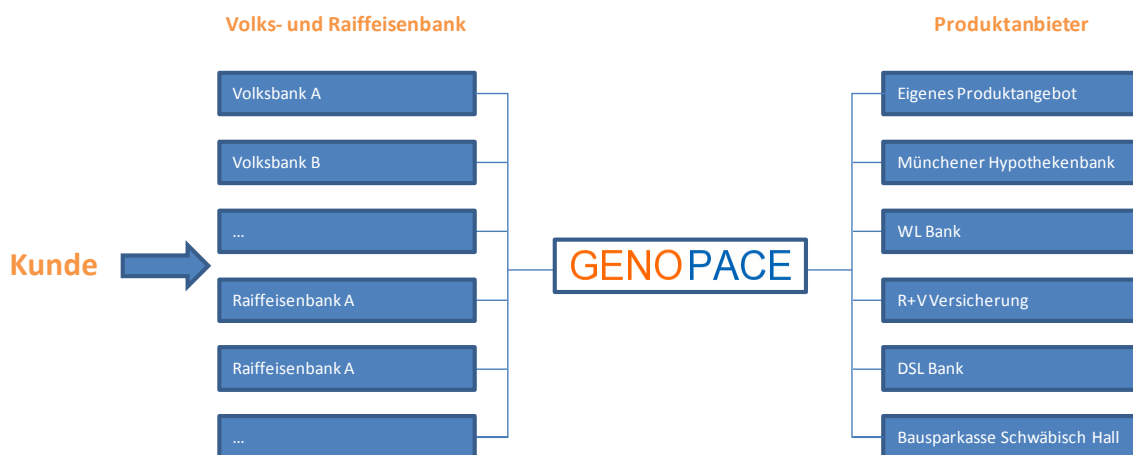 Volks- und Raiffeisenbank
Produktanbieter
Kunde
Volksbank A
Volksbank B
...
Raiffeisenbank A
Raiffeisenbank A
...
GENOPACE
Eigenes Produktangebot
Münchener Hypothekenbank
WL Bank
R+V Versicherung
DSL Bank
Bausparkasse Schwäbisch Hall